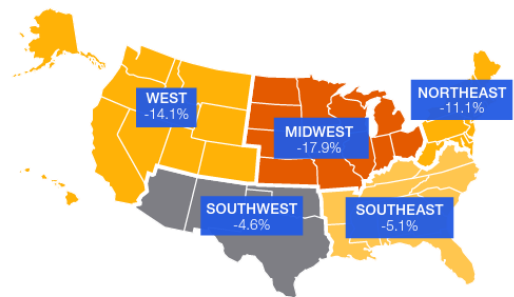 NORTHEAST
-11.1%
WEST
-14.1%
MIDWEST
-17.9%
SOUTHWEST
-4.6%
SOUTHEAST
-5.1%